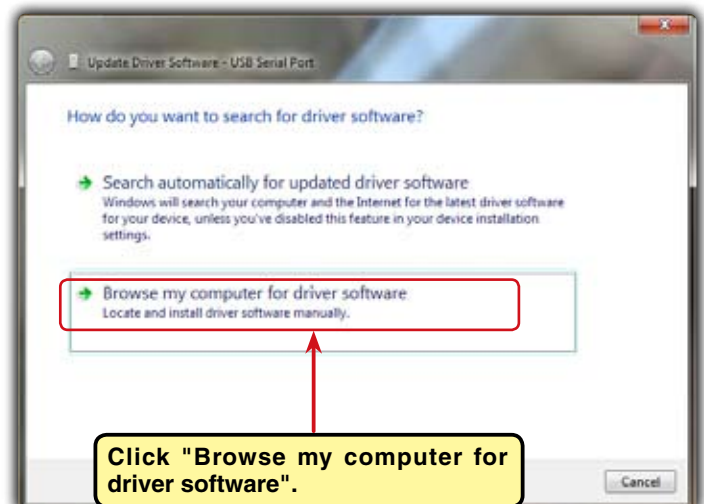 Update Driver Software - USB Serial Port
How do you want to search for driver software?
Search automatically for updated driver software
Windows will search your computer and the Internet for the latest driver software
for your device, unless you've disabled this feature in your device installation
settings.
Browse my computer for driver software
Locate and install driver software manually.
Click "Browse my computer for
driver software".
Cancel